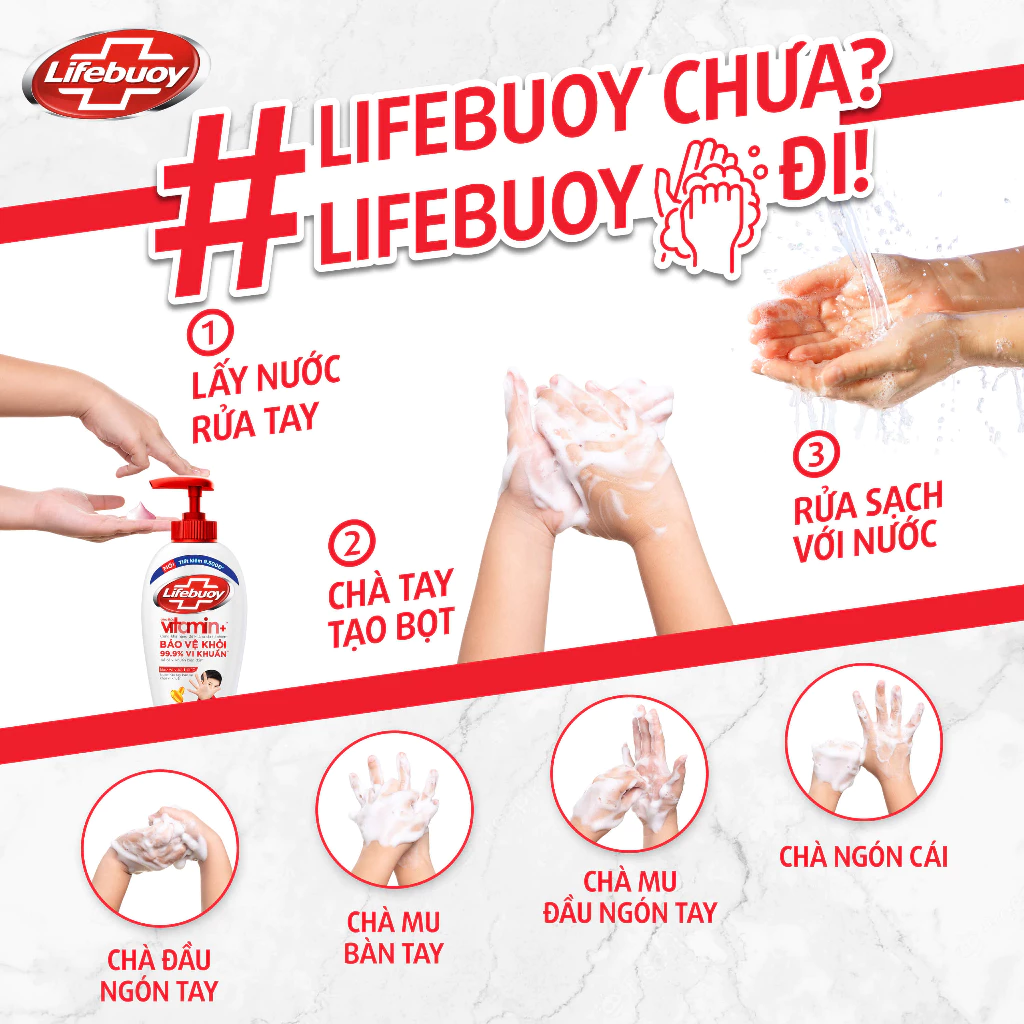 Lifebuoy
#LIFEBUOY CHƯA?
LIFEBUOY ĐI!
1
LẤY NƯỚC
RỬA TAY
2
CHÀ TAY
TẠO BỌT
3
RỬA SẠCH
VỚI NƯỚC
MỚI
Lifebuoy
vitamin+
BẢO VỆ KHỎI
99.9% VI KHUẨN
CHÀ ĐẦU
NGÓN TAY
CHÀ MU
BÀN TAY
CHÀ MU
ĐẦU NGÓN TAY
CHÀ NGÓN CÁI